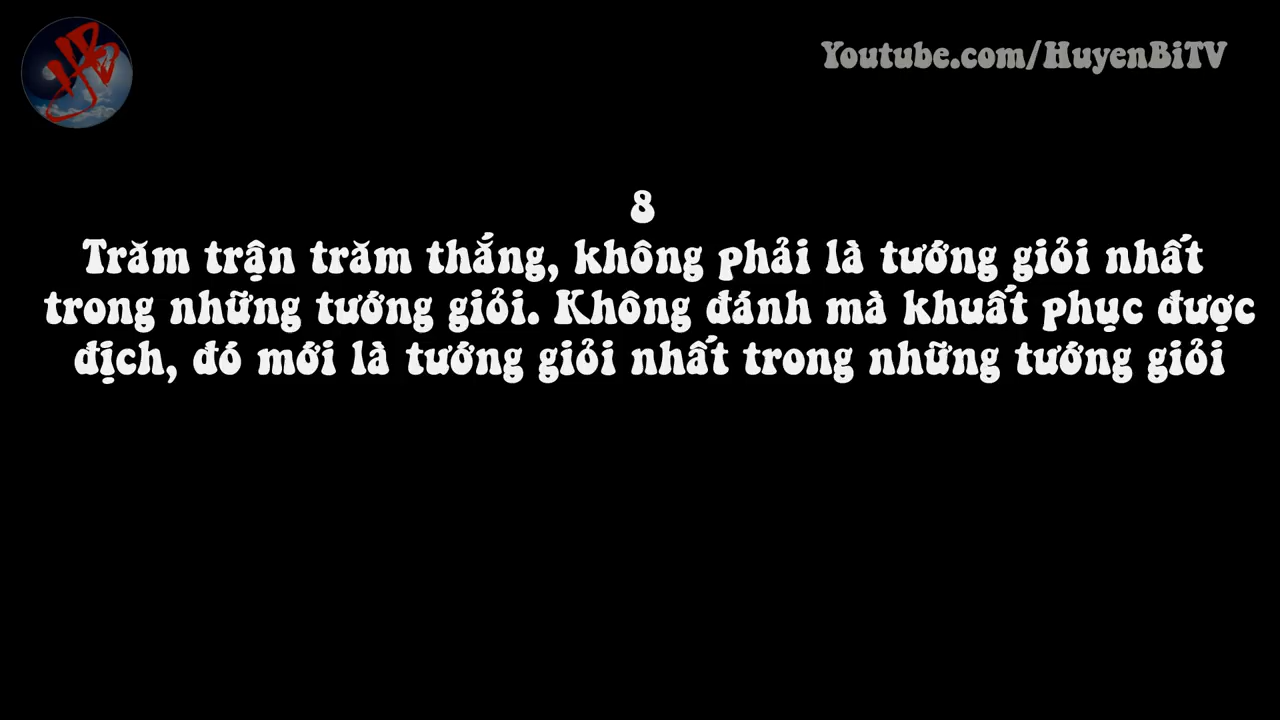 Youtube.com/HuyenBiTV
8
Trăm trận trăm thắng, không phải là tướng giỏi nhất
trong những tướng giỏi. Không đánh mà khuất phục được
địch, đó mới là tướng giỏi nhất trong những tướng giỏi